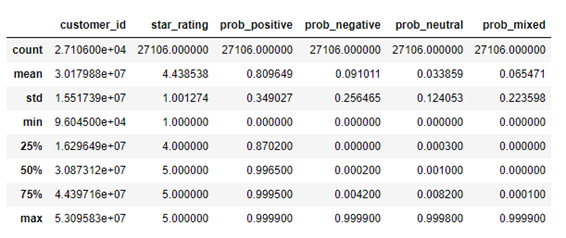 customer_id star_rating prob_positive prob_negative prob_neutral prob_mixed
count 2.710600e+04 27106.000000 27106.000000 27106.000000 27106.000000 27106.000000
mean 3.017988e+07 4.438538 0.809649 0.091011 0.033859 0.065471
std 1.551739e+07 1.001274 0.349027 0.256465 0.124053 0.223598
min 9.604500e+04 1.000000 0.000000 0.000000 0.000000 0.000000
25% 1.629649e+07 4.000000 0.870200 0.000000 0.000300 0.000000
50% 3.087312e+07 5.000000 0.996500 0.000200 0.001000 0.000000
75% 4.439716e+07 5.000000 0.999500 0.004200 0.008200 0.000100
max 5.309583e+07 5.000000 0.999900 0.999900 0.999800 0.999900